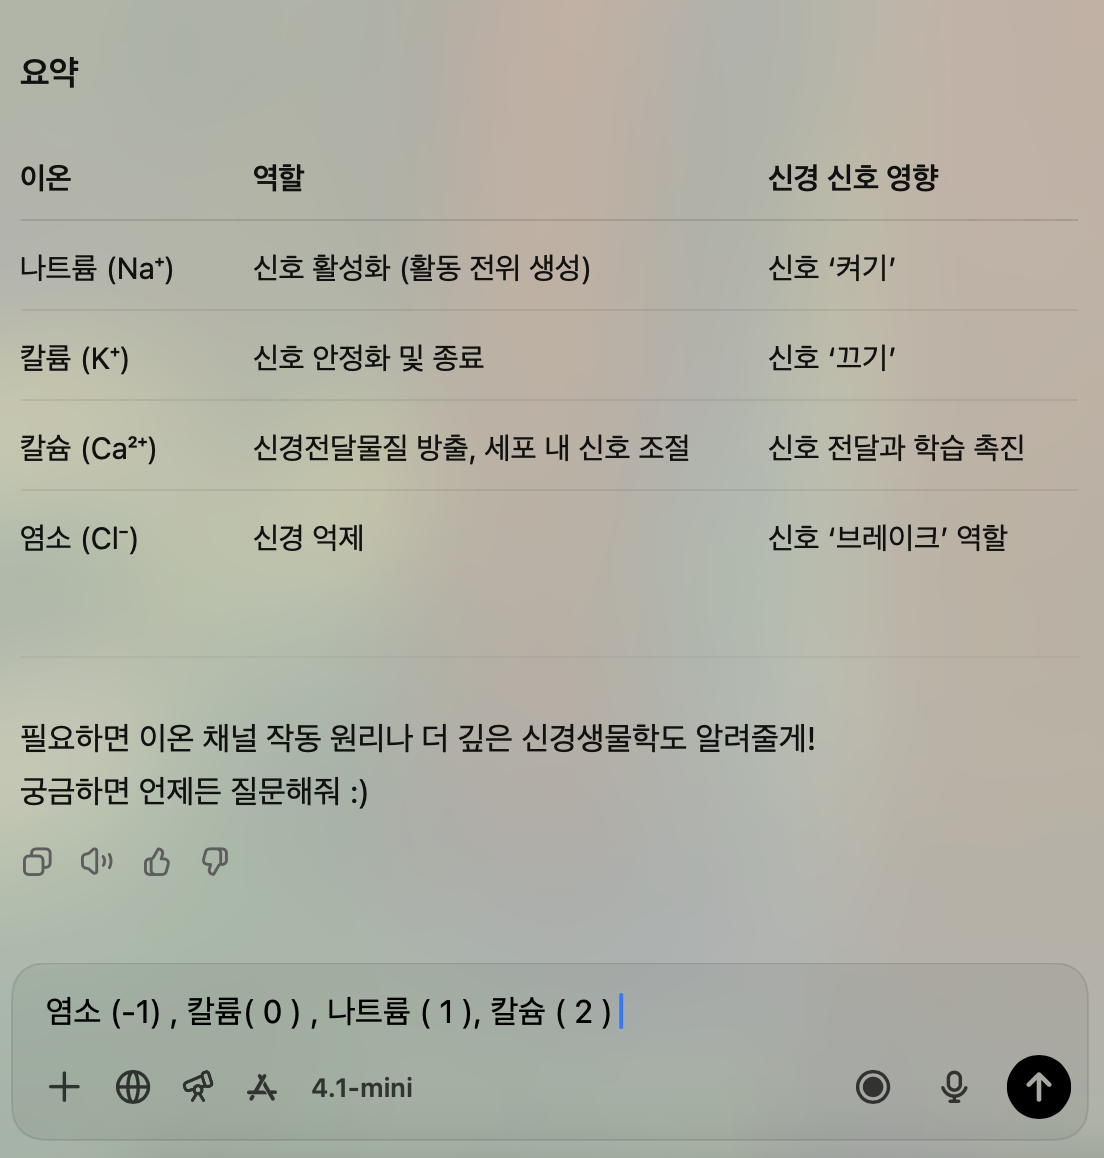 요약
이온 역할 신경 신호 영향
나트륨 (Na⁺) 신호 활성화 (활동 전위 생성) 신호 ‘켜기’
칼륨 (K⁺) 신호 안정화 및 종료 신호 ‘끄기’
칼슘 (Ca²⁺) 신경전달물질 방출, 세포 내 신호 조절 신호 전달과 학습 촉진
염소 (Cl⁻) 신경 억제 신호 ‘브레이크’ 역할
필요하면 이온 채널 작동 원리나 더 깊은 신경생물학도 알려줄게!
궁금하면 언제든 질문해줘 :)
염소 (-1) , 칼륨( 0 ) , 나트륨 ( 1 ), 칼슘 ( 2 )
4.1-mini